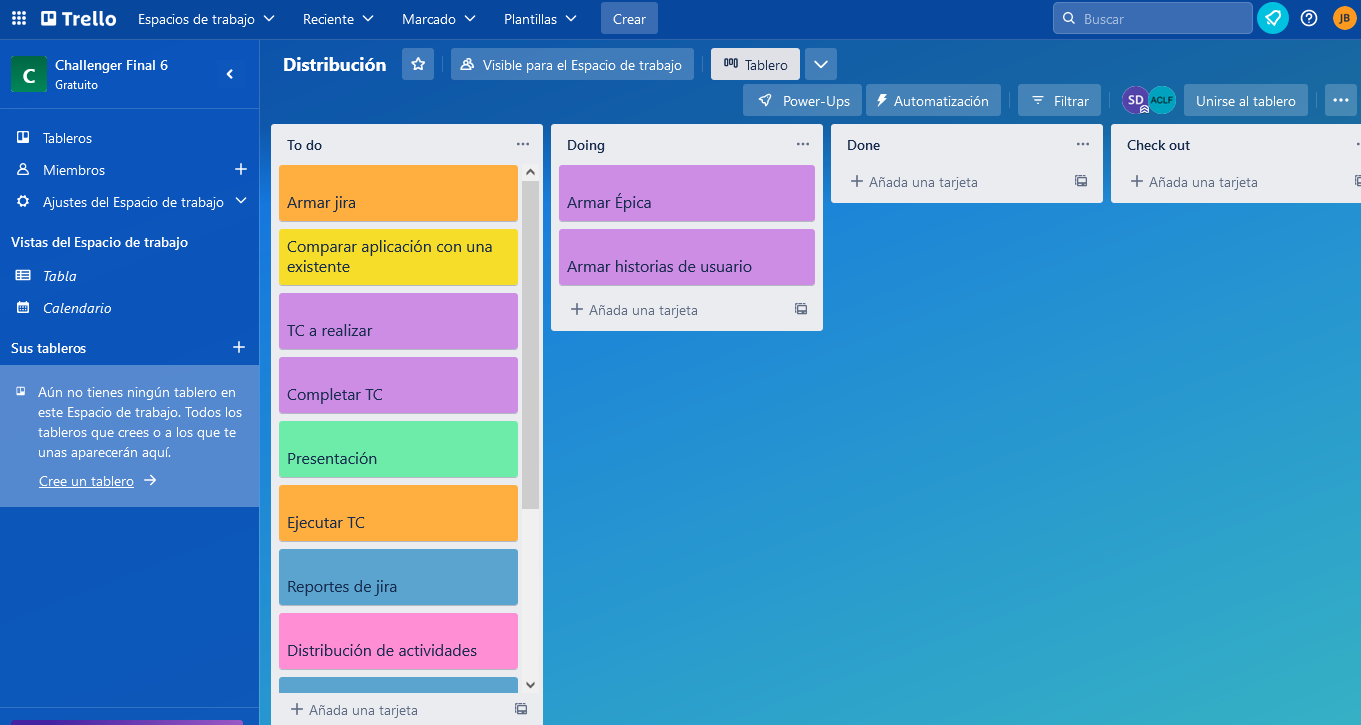 Trello
Espacios de trabajo
Reciente
Marcado
Plantillas
Crear
Buscar
JB
C
Challenger Final 6
Gratuito
Distribución
Visible para el Espacio de trabajo
Tablero
Power-Ups
Automatización
Filtrar
SD
ACLF
Unirse al tablero
Tableros
Miembros
Ajustes del Espacio de trabajo
Vistas del Espacio de trabajo
Tabla
Calendario
Sus tableros
Aún no tienes ningún tablero en
este Espacio de trabajo. Todos los
tableros que crees o a los que te
unas aparecerán aquí.
Cree un tablero
To do
Armar jira
Comparar aplicación con una
existente
TC a realizar
Completar TC
Presentación
Ejecutar TC
Reportes de jira
Distribución de actividades
Añada una tarjeta
Doing
Armar Épica
Armar historias de usuario
Añada una tarjeta
Done
Añada una tarjeta
Check out
Añada una tarjeta